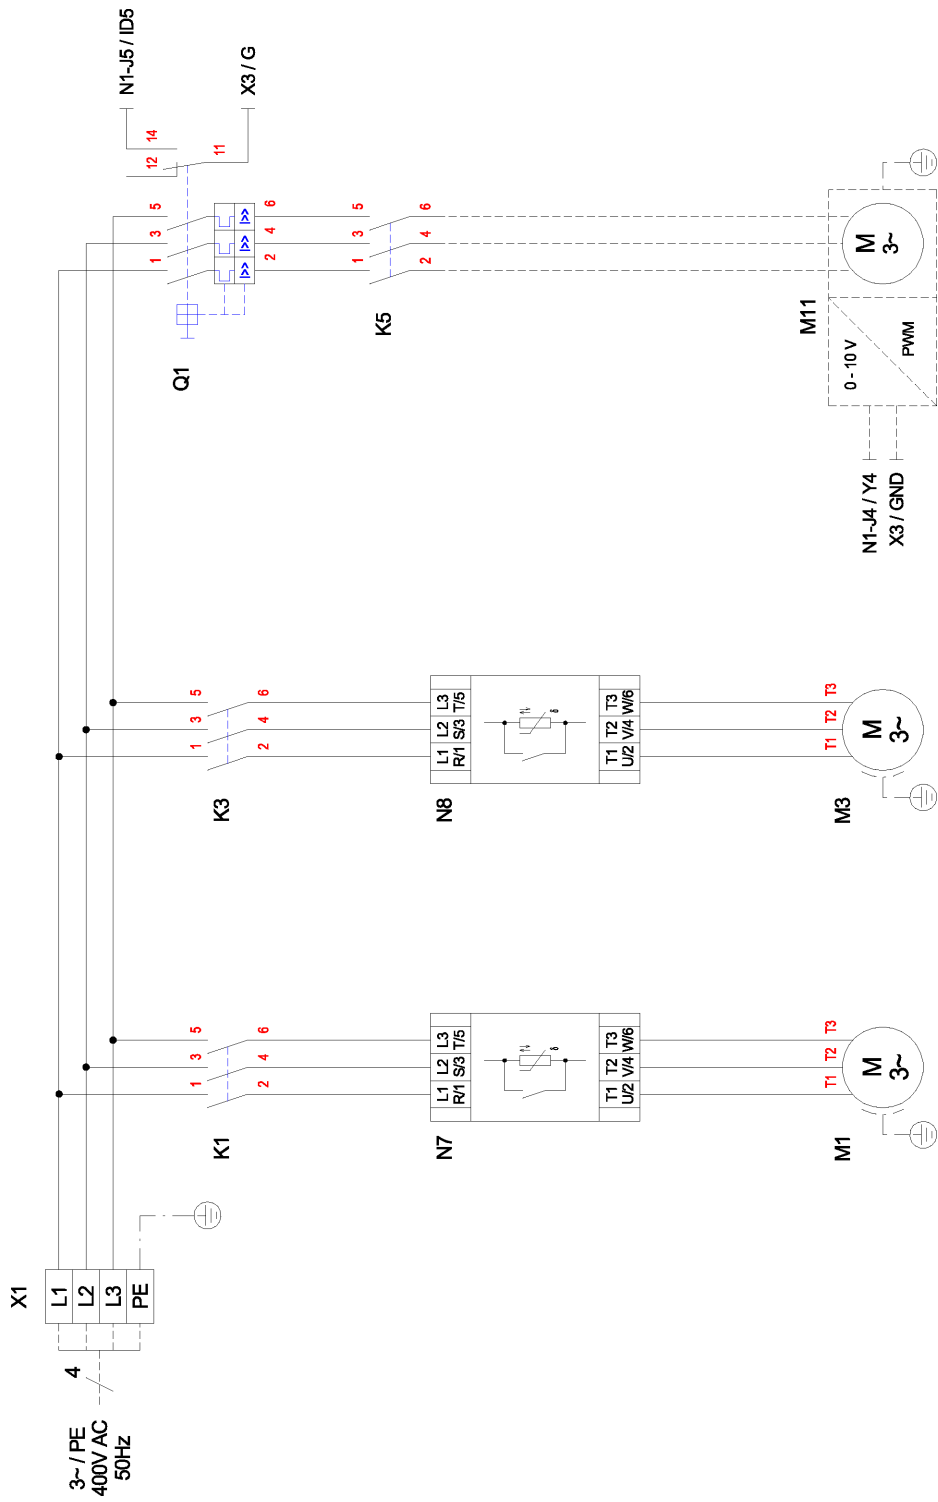 3~ / PE
400V AC
50Hz
4
X1
L1
L2
L3
PE
K1
1 3 5
2 4 6
N7
L1 L2 L3
R/1 S/3 T/5
δ
T1 T2 T3
U/2 V/4 W/6
T1 T2 T3
M1
M
3~
K3
1 3 5
2 4 6
N8
L1 L2 L3
R/1 S/3 T/5
δ
T1 T2 T3
U/2 V/4 W/6
T1 T2 T3
M3
M
3~
N1-J5 / ID5
X3 / G
12 14
11
Q1
1 3 5
I>> I>> I>>
2 4 6
K5
1 3 5
2 4 6
M11
0 - 10 V
PWM
M
3~
N1-J4 / Y4
X3 / GND